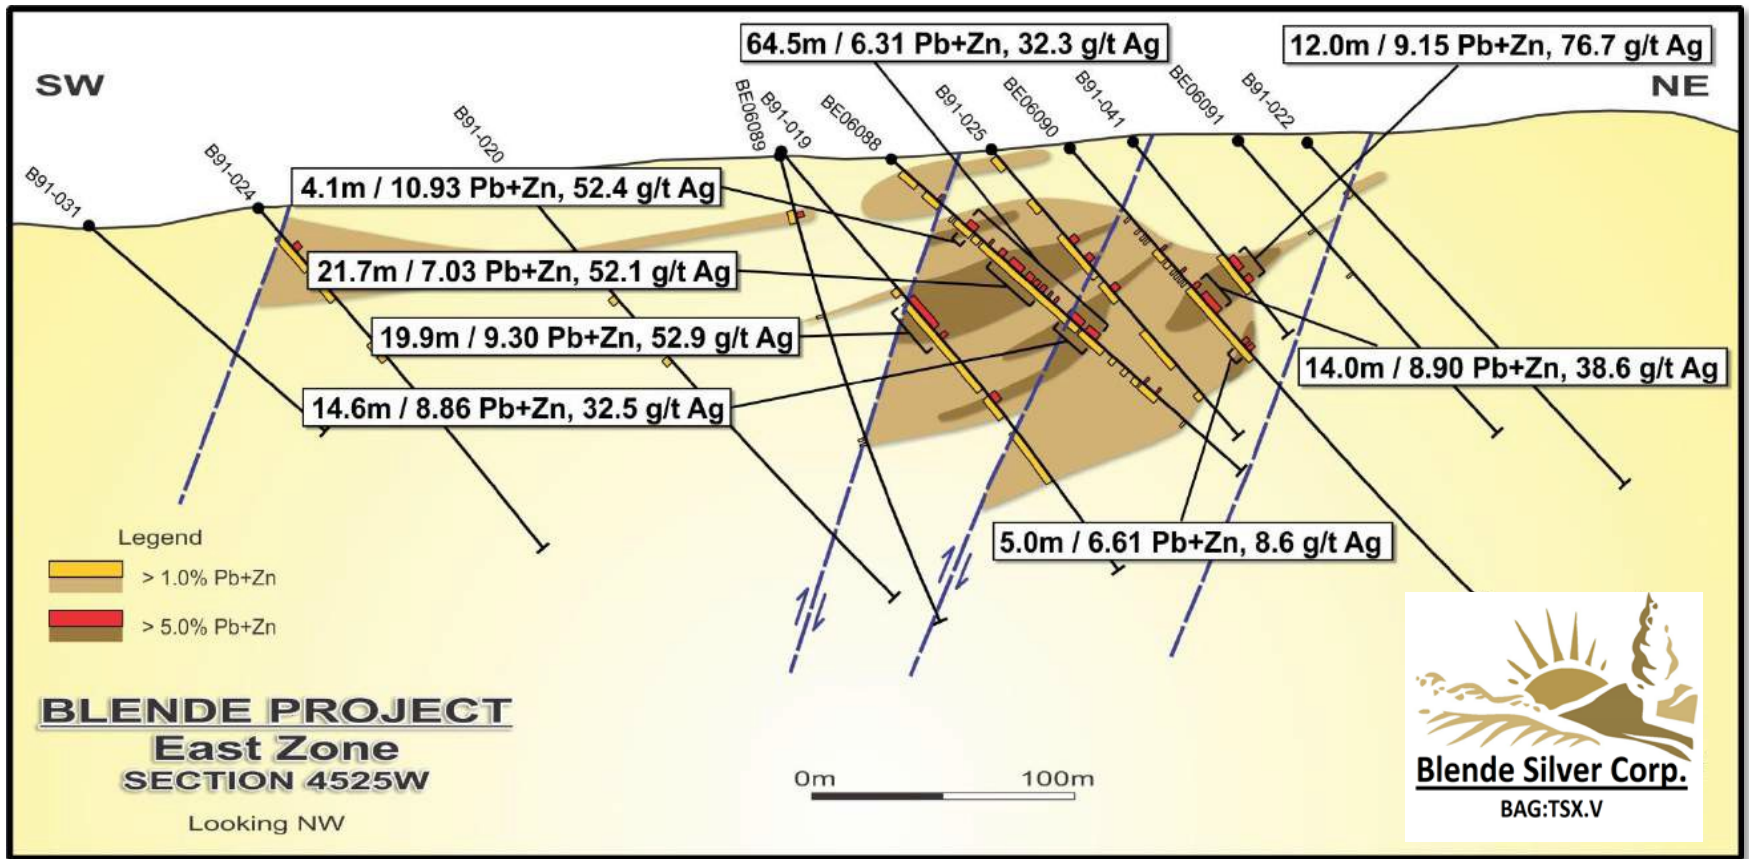 64.5m / 6.31 Pb+Zn, 32.3 g/t Ag
12.0m / 9.15 Pb+Zn, 76.7 g/t Ag
SW
NE
B91-031
B91-024
B91-020
BE06089
B91-019
BE06088
B91-025
BE06090
B91-041
BE06091
B91-022
4.1m / 10.93 Pb+Zn, 52.4 g/t Ag
21.7m / 7.03 Pb+Zn, 52.1 g/t Ag
19.9m / 9.30 Pb+Zn, 52.9 g/t Ag
14.0m / 8.90 Pb+Zn, 38.6 g/t Ag
14.6m / 8.86 Pb+Zn, 32.5 g/t Ag
5.0m / 6.61 Pb+Zn, 8.6 g/t Ag
Legend
> 1.0% Pb+Zn
> 5.0% Pb+Zn
BLENDE PROJECT
East Zone
SECTION 4525W
Looking NW
0m 100m
Blende Silver Corp.
BAG:TSX.V